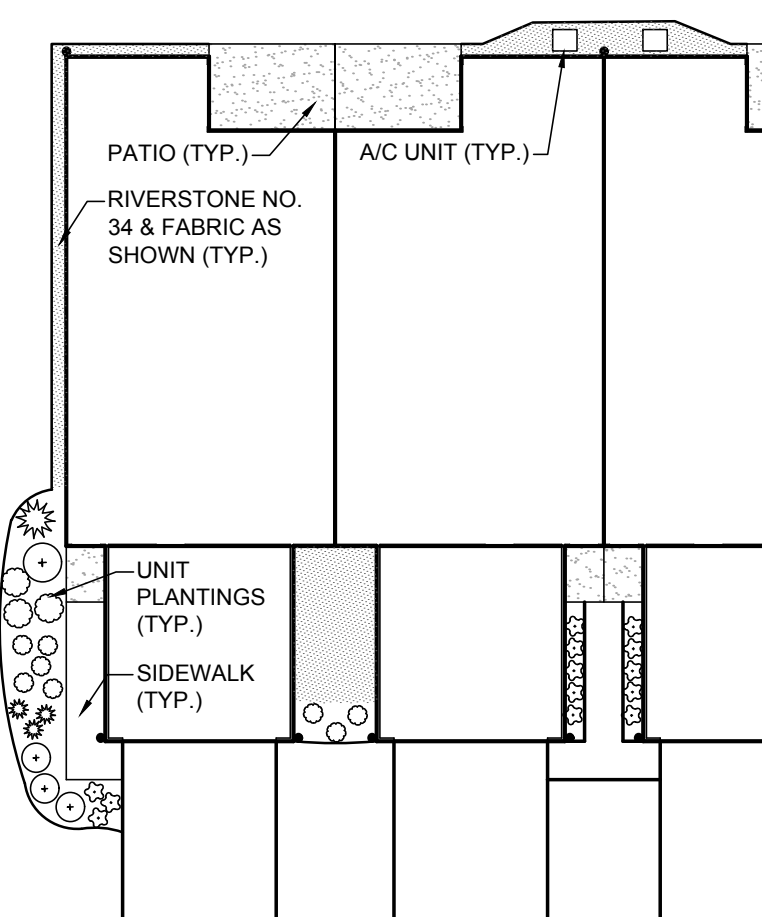 PATIO (TYP.)
A/C UNIT (TYP.)
RIVERSTONE NO.
34 & FABRIC AS
SHOWN (TYP.)
UNIT
PLANTINGS
(TYP.)
SIDEWALK
(TYP.)